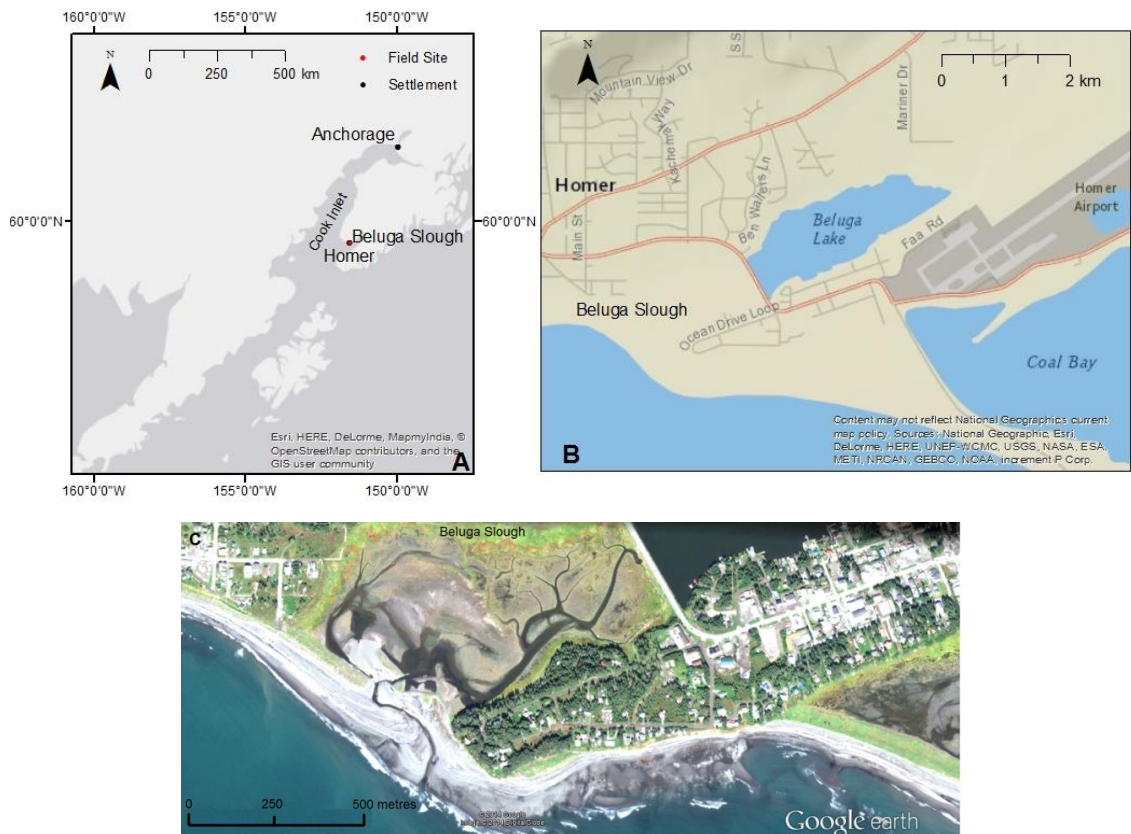 160°0'0"W
155°0'0"W
150°0'0"W
N
0
250
500 km
Field Site
Settlement
Anchorage
60°0'0"N
60°0'0"N
Cook Inlet
Beluga Slough
Homer
Esri, HERE, DeLorme, MapmyIndia, ©
OpenStreetMap contributors, and the
GIS user community
A
160°0'0"W
155°0'0"W
150°0'0"W
N
0
1
2 km
Mountain View Dr
Kachemak Way
Mariner Dr
Homer
Main St
Ben Walters Ln
Beluga
Lake
Faa Rd
Homer
Airport
Beluga Slough
Ocean Drive Loop
Coal Bay
Content may not reflect National Geographic's current
map policy. Sources: National Geographic, Esri,
DeLorme, HERE, UNEP-WCMC, USGS, NASA, ESA,
METI, NRCAN, GEBCO, NOAA, increment P Corp.
B
C
Beluga Slough
0
250
500 metres
Google earth